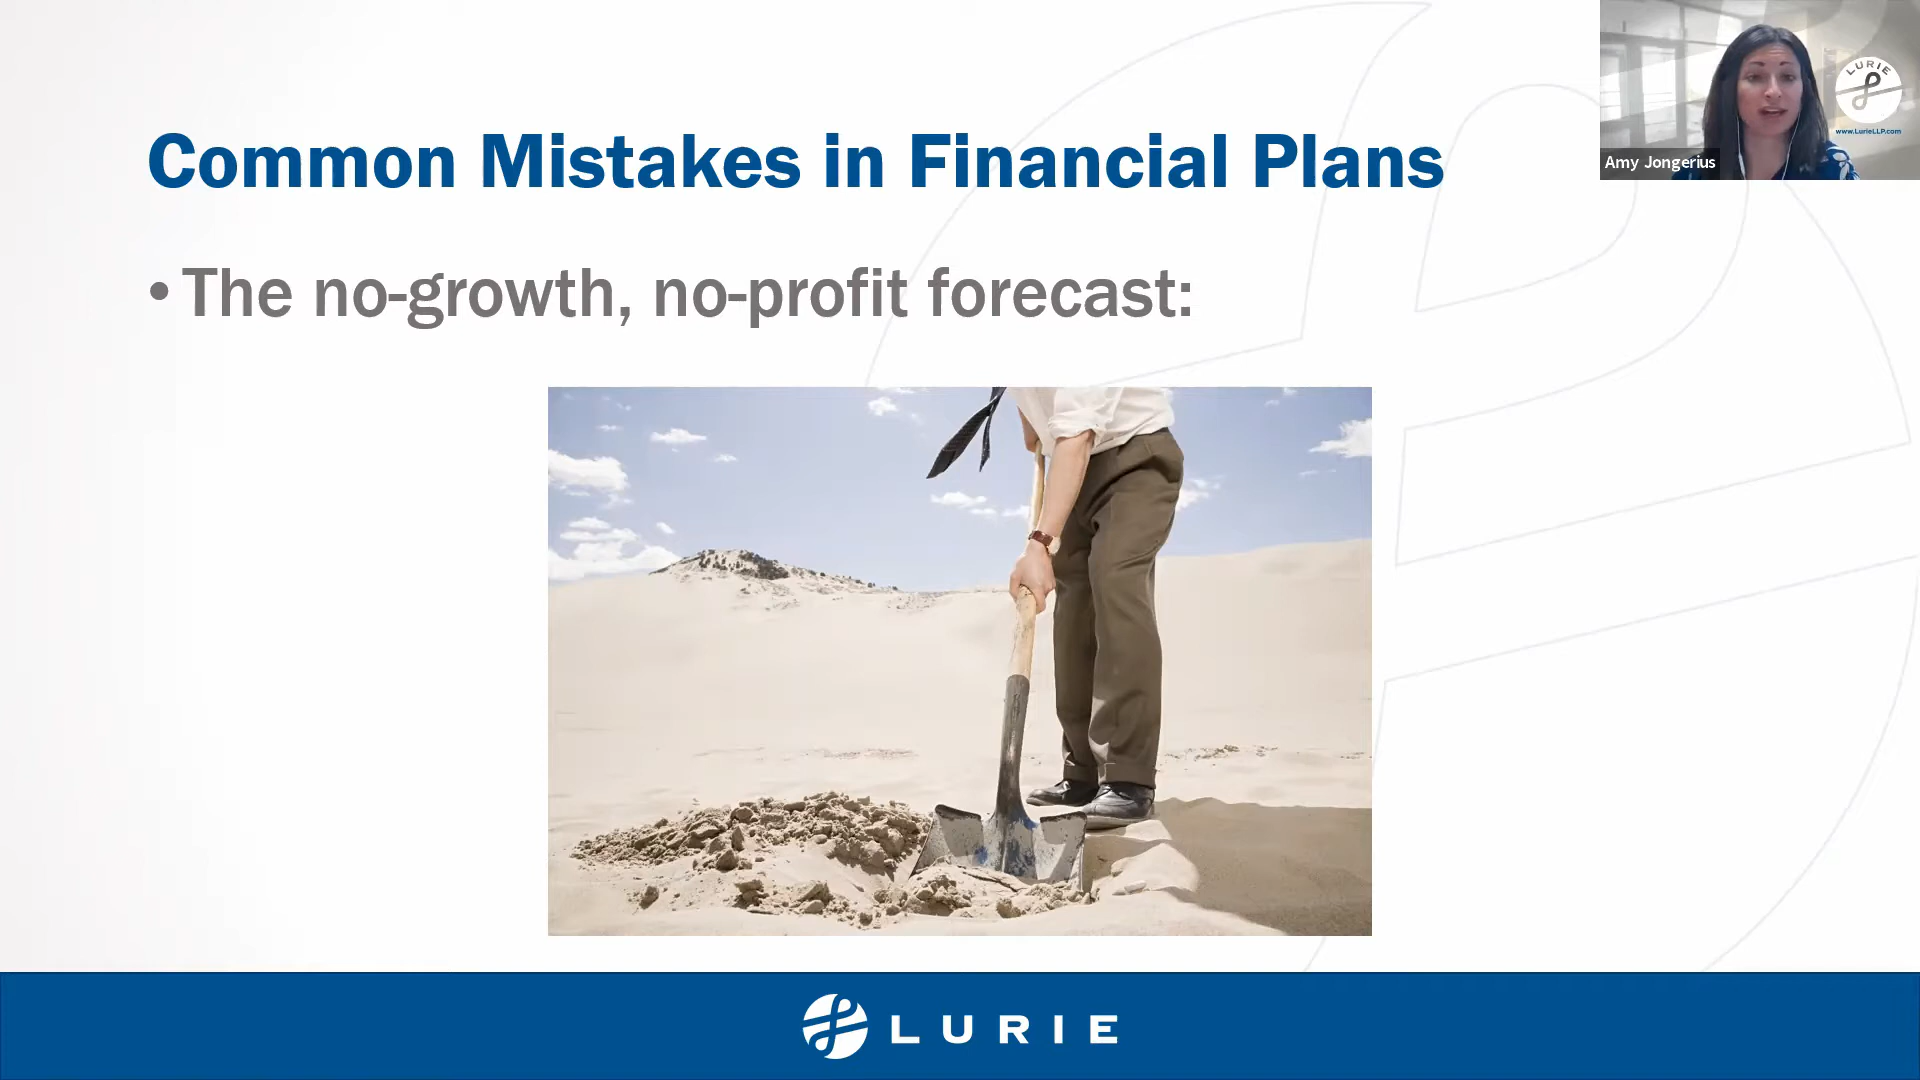 LURIE
www.LurieLLP.com
Amy Jongerius
Common Mistakes in Financial Plans
• The no-growth, no-profit forecast:
LURIE